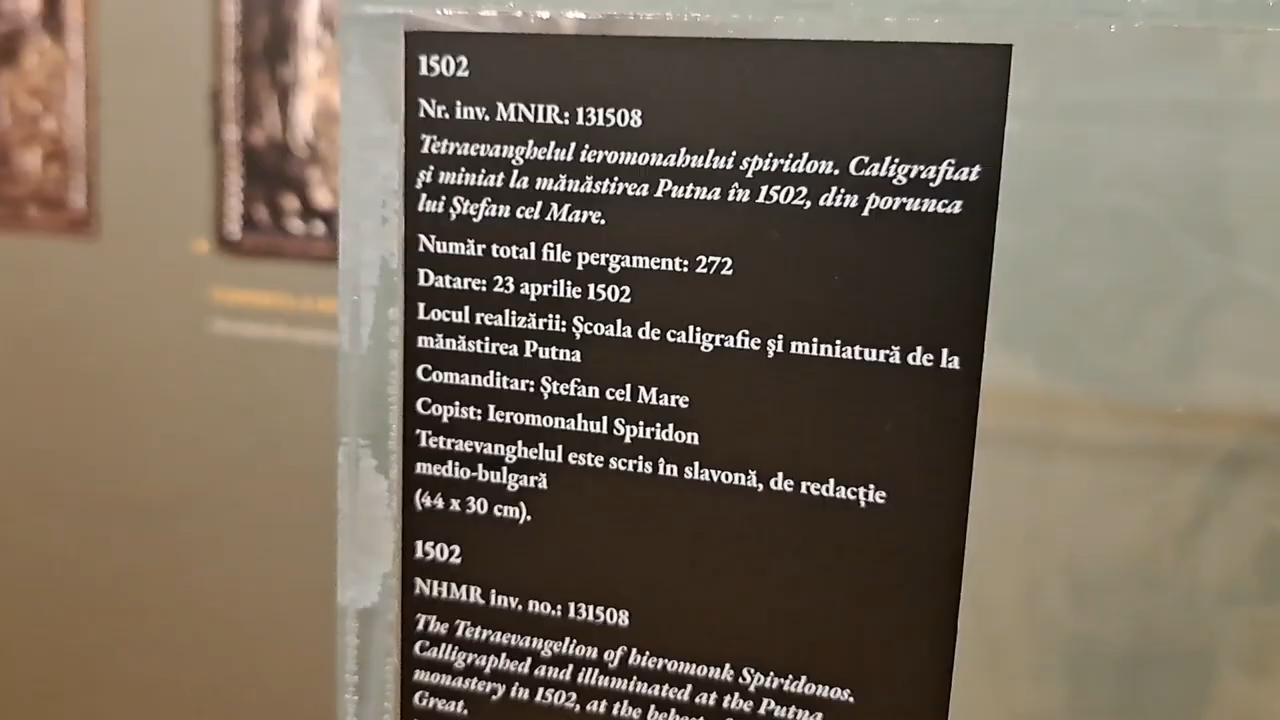 1502
Nr. inv. MNIR: 131508
Tetraevanghelul ieromonahului spiridon. Caligrafiat
și miniat la mănăstirea Putna în 1502, din porunca
lui Ștefan cel Mare.
Număr total file pergament: 272
Datare: 23 aprilie 1502
Locul realizării: Școala de caligrafie și miniatură de la
mănăstirea Putna
Comanditar: Ștefan cel Mare
Copist: Ieromonahul Spiridon
Tetraevanghelul este scris în slavonă, de redacție
medio-bulgară
(44 x 30 cm).
1502
NHMR inv. no.: 131508
The Tetraevangelion of hieromonk Spiridonos.
Calligraphed and illuminated at the Putna
monastery in 1502, at the behest
Great.